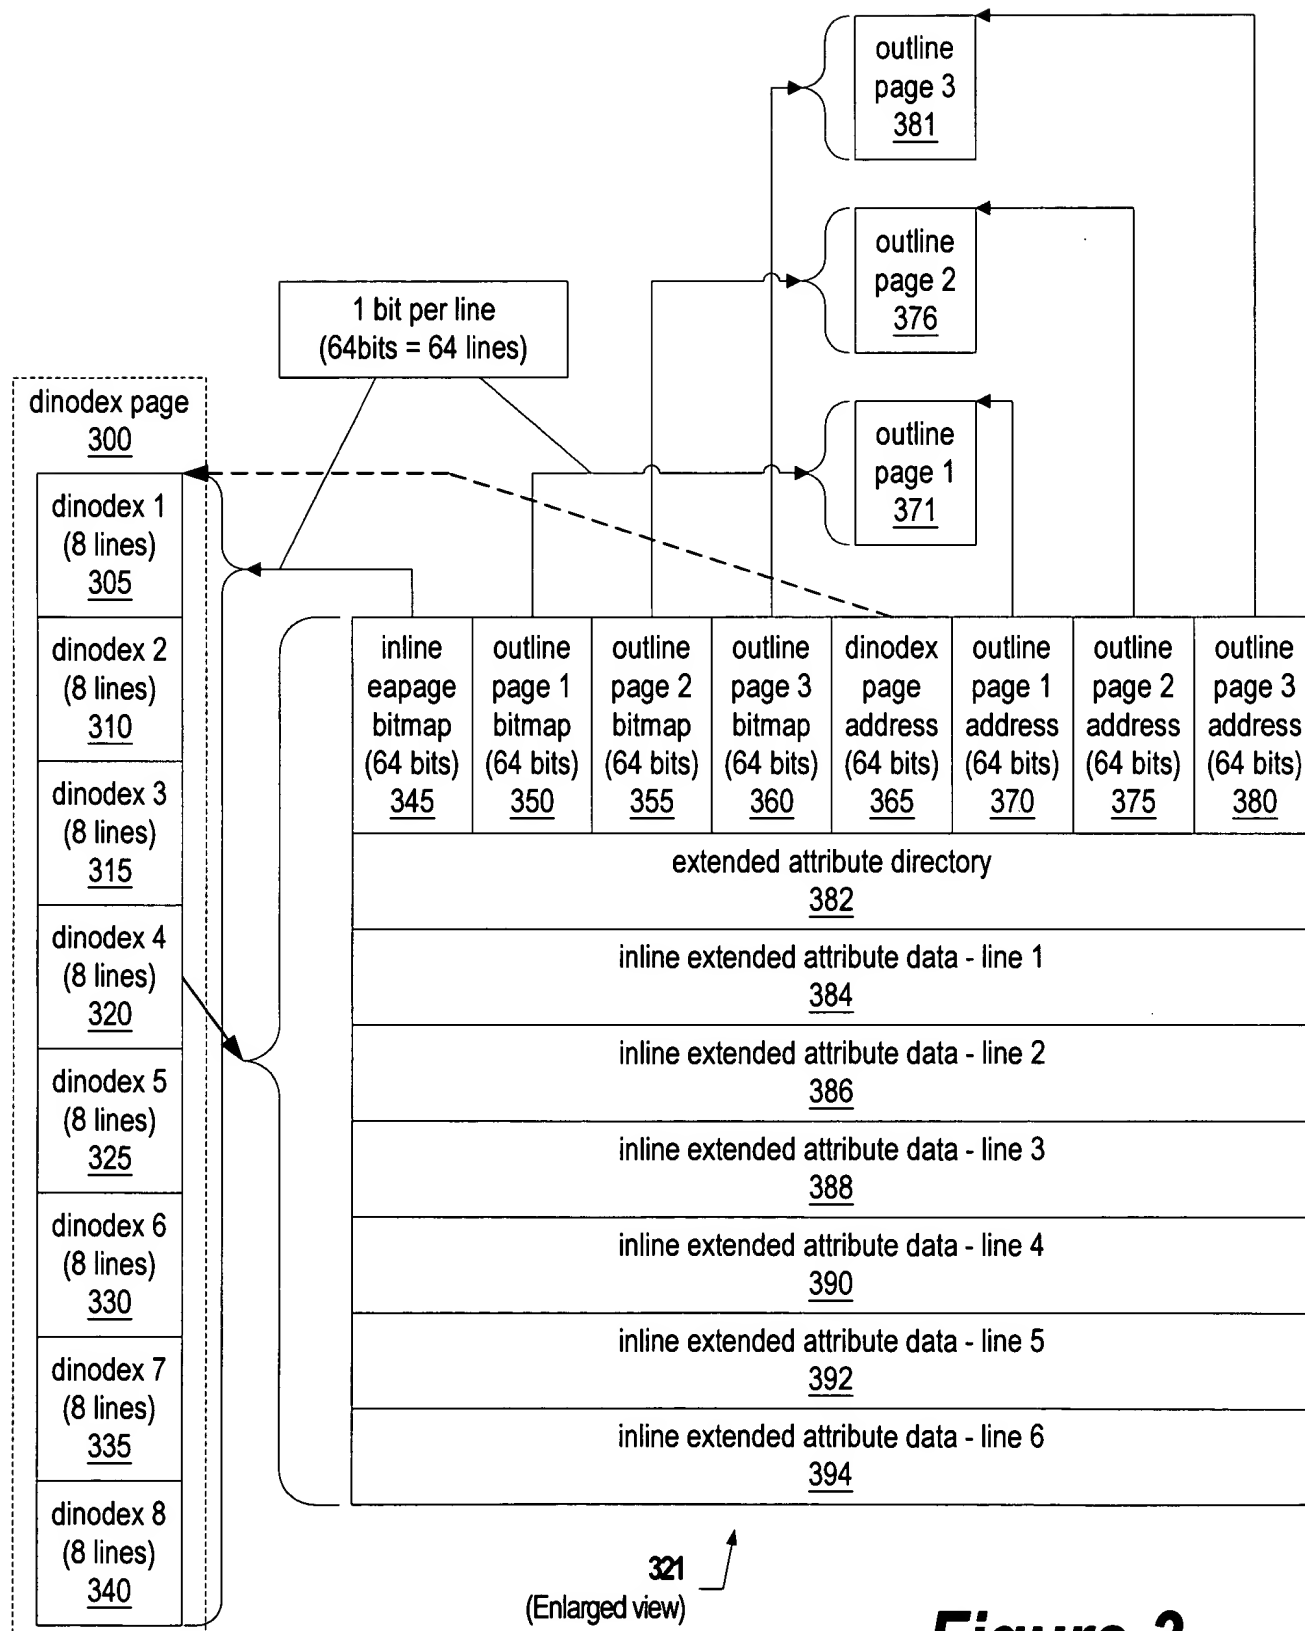 outline
page 3
381
outline
page 2
376
1 bit per line
(64bits = 64 lines)
outline
page 1
371
dinodex page
300
dinodex 1
(8 lines)
305
dinodex 2
(8 lines)
310
dinodex 3
(8 lines)
315
dinodex 4
(8 lines)
320
dinodex 5
(8 lines)
325
dinodex 6
(8 lines)
330
dinodex 7
(8 lines)
335
dinodex 8
(8 lines)
340
inline
eapage
bitmap
(64 bits)
345
outline
page 1
bitmap
(64 bits)
350
outline
page 2
bitmap
(64 bits)
355
outline
page 3
bitmap
(64 bits)
360
dinodex
page
address
(64 bits)
365
outline
page 1
address
(64 bits)
370
outline
page 2
address
(64 bits)
375
outline
page 3
address
(64 bits)
380
extended attribute directory
382
inline extended attribute data - line 1
384
inline extended attribute data - line 2
386
inline extended attribute data - line 3
388
inline extended attribute data - line 4
390
inline extended attribute data - line 5
392
inline extended attribute data - line 6
394
321
(Enlarged view)